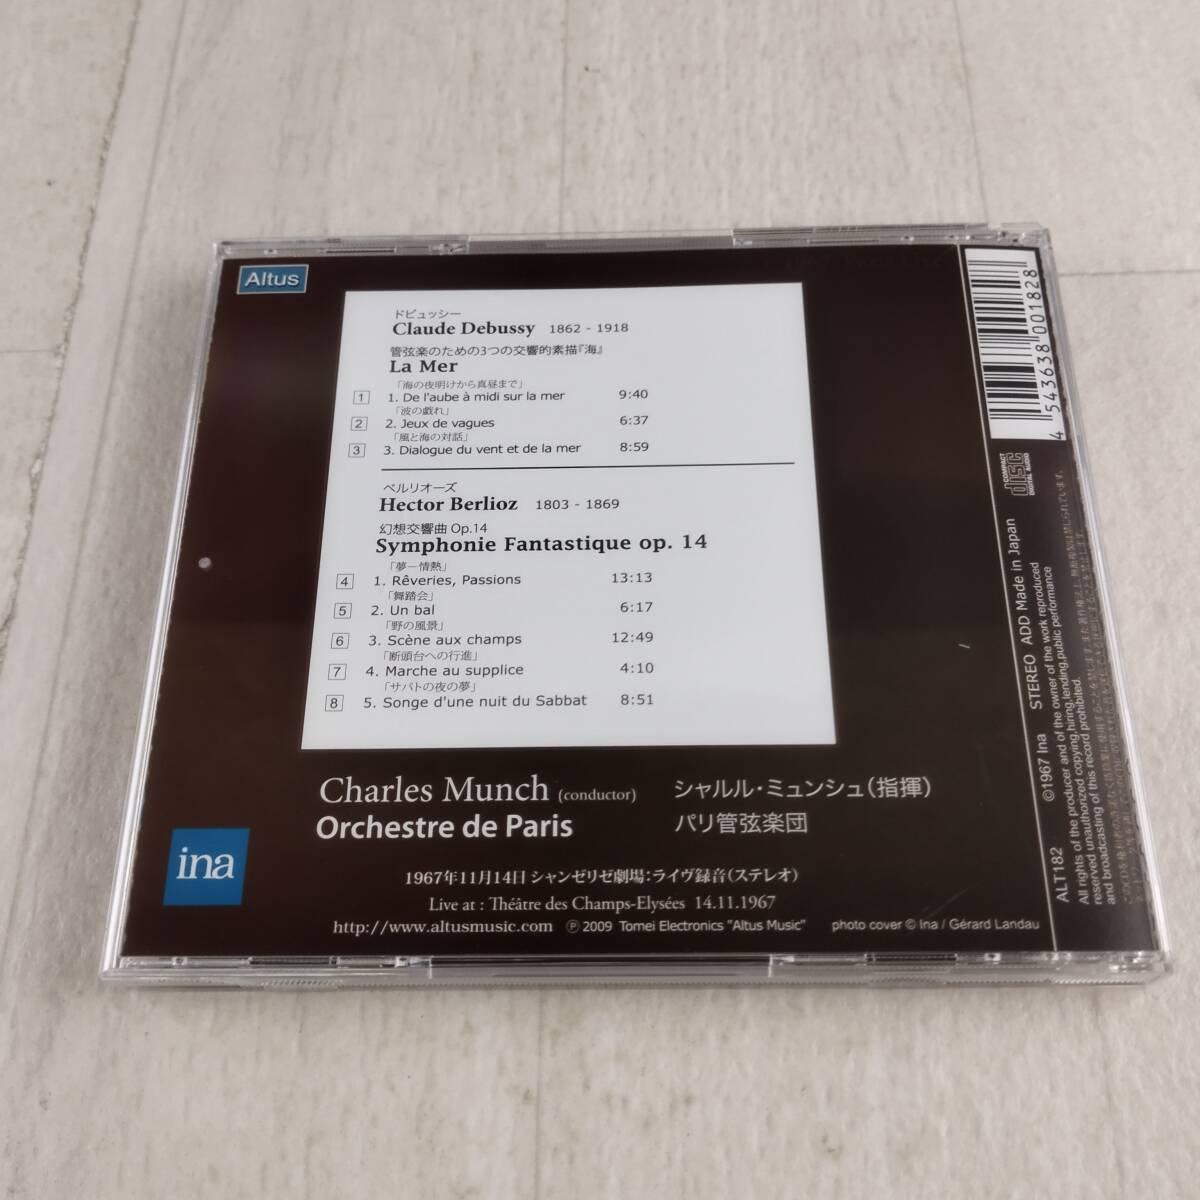 Altus
ドビュッシー
Claude Debussy 1862 - 1918
管弦楽のための3つの交響的素描『海』
La Mer
「海の夜明けから真昼まで」
1 1. De l'aube à midi sur la mer 9:40
「波の戯れ」
2 2. Jeux de vagues 6:37
「風と海の対話」
3 3. Dialogue du vent et de la mer 8:59
ベルリオーズ
Hector Berlioz 1803 - 1869
幻想交響曲 Op.14
Symphonie Fantastique op. 14
「夢－情熱」
4 1. Rêveries, Passions 13:13
「舞踏会」
5 2. Un bal 6:17
「野の風景」
6 3. Scène aux champs 12:49
「断頭台への行進」
7 4. Marche au supplice 4:10
「サバトの夜の夢」
8 5. Songe d'une nuit du Sabbat 8:51
Charles Munch (conductor) シャルル・ミュンシュ(指揮)
Orchestre de Paris パリ管弦楽団
ina
1967年11月14日 シャンゼリゼ劇場:ライヴ録音(ステレオ)
Live at : Théâtre des Champs-Elysées 14.11.1967
http://www.altusmusic.com Ⓟ 2009 Tomei Electronics "Altus Music" photo cover © Ina / Gérard Landau
4 543638 001828
COMPACT
disc
DIGITAL AUDIO
ALT182 ©1967 Ina STEREO ADD Made in Japan
All rights of the producer and of the owner of the work reproduced
reserved unauthorized copying,hiring,lending,public performance
and broadcasting of this record prohibited.